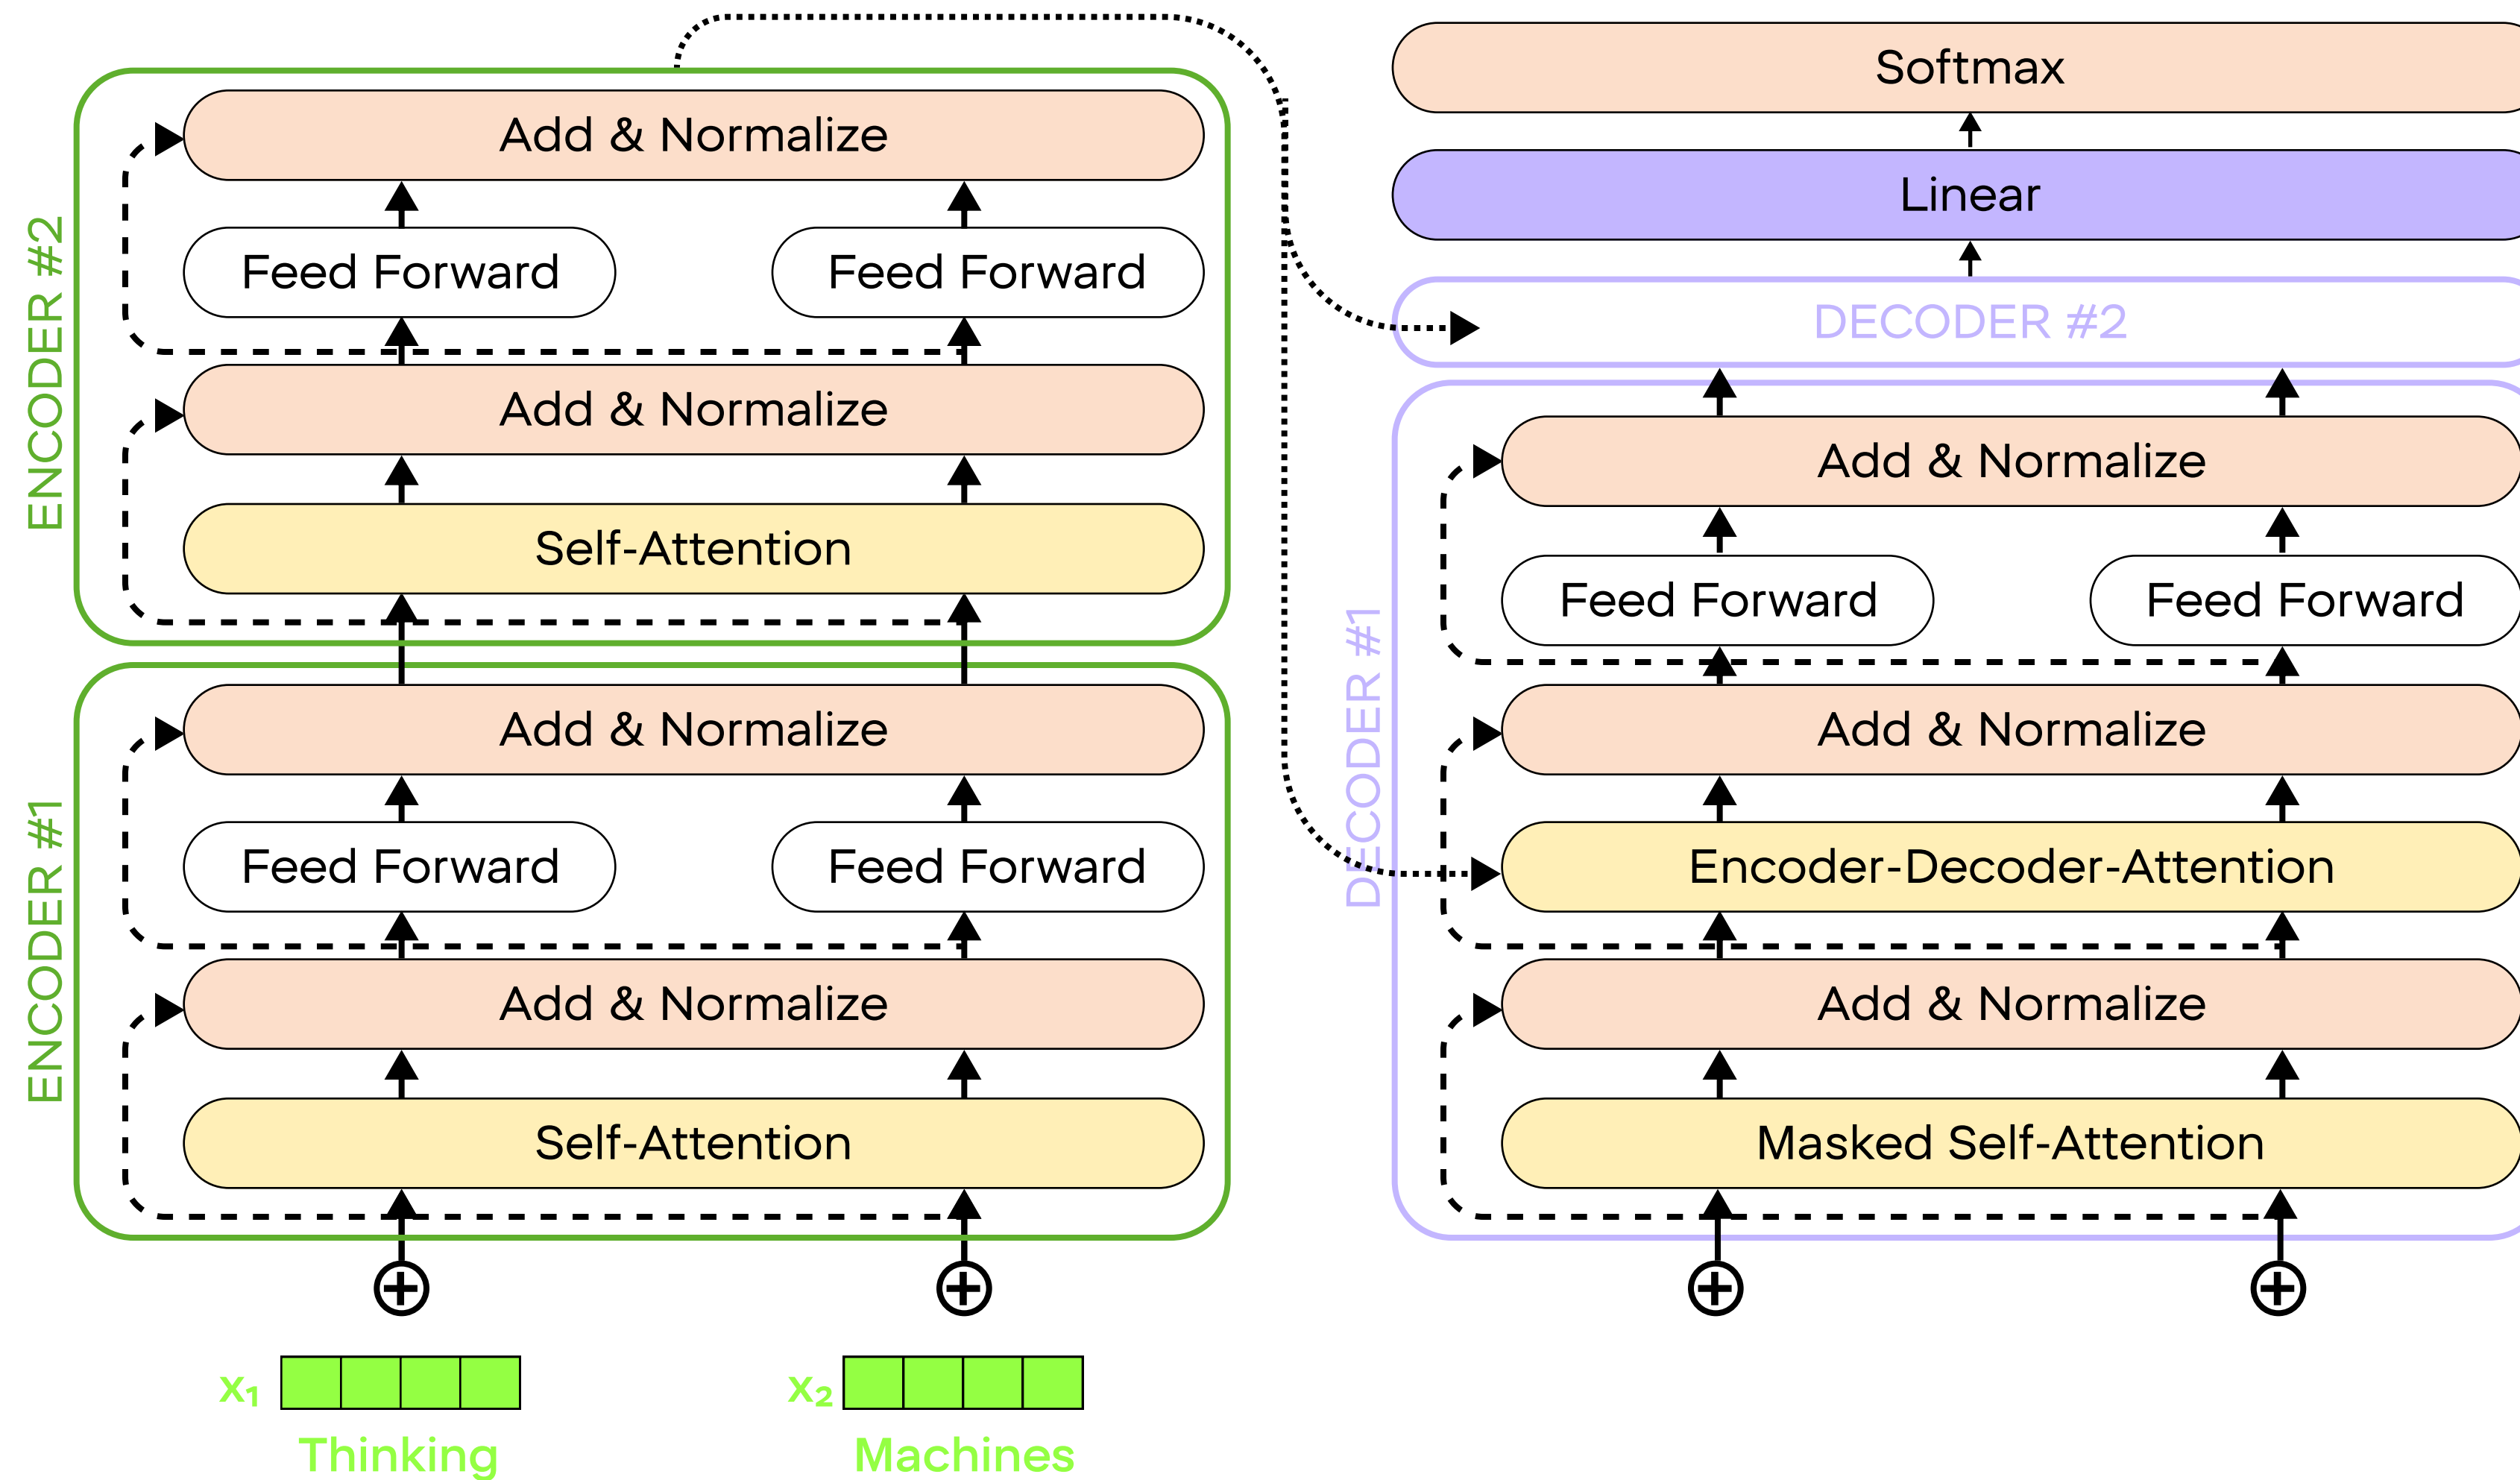 ENCODER #2
Add & Normalize
Feed Forward
Feed Forward
Add & Normalize
Self-Attention
ENCODER #1
Add & Normalize
Feed Forward
Feed Forward
Add & Normalize
Self-Attention
x₁
x₂
Thinking
Machines
Softmax
Linear
DECODER #2
DECODER #1
Add & Normalize
Feed Forward
Feed Forward
Add & Normalize
Encoder-Decoder-Attention
Add & Normalize
Masked Self-Attention